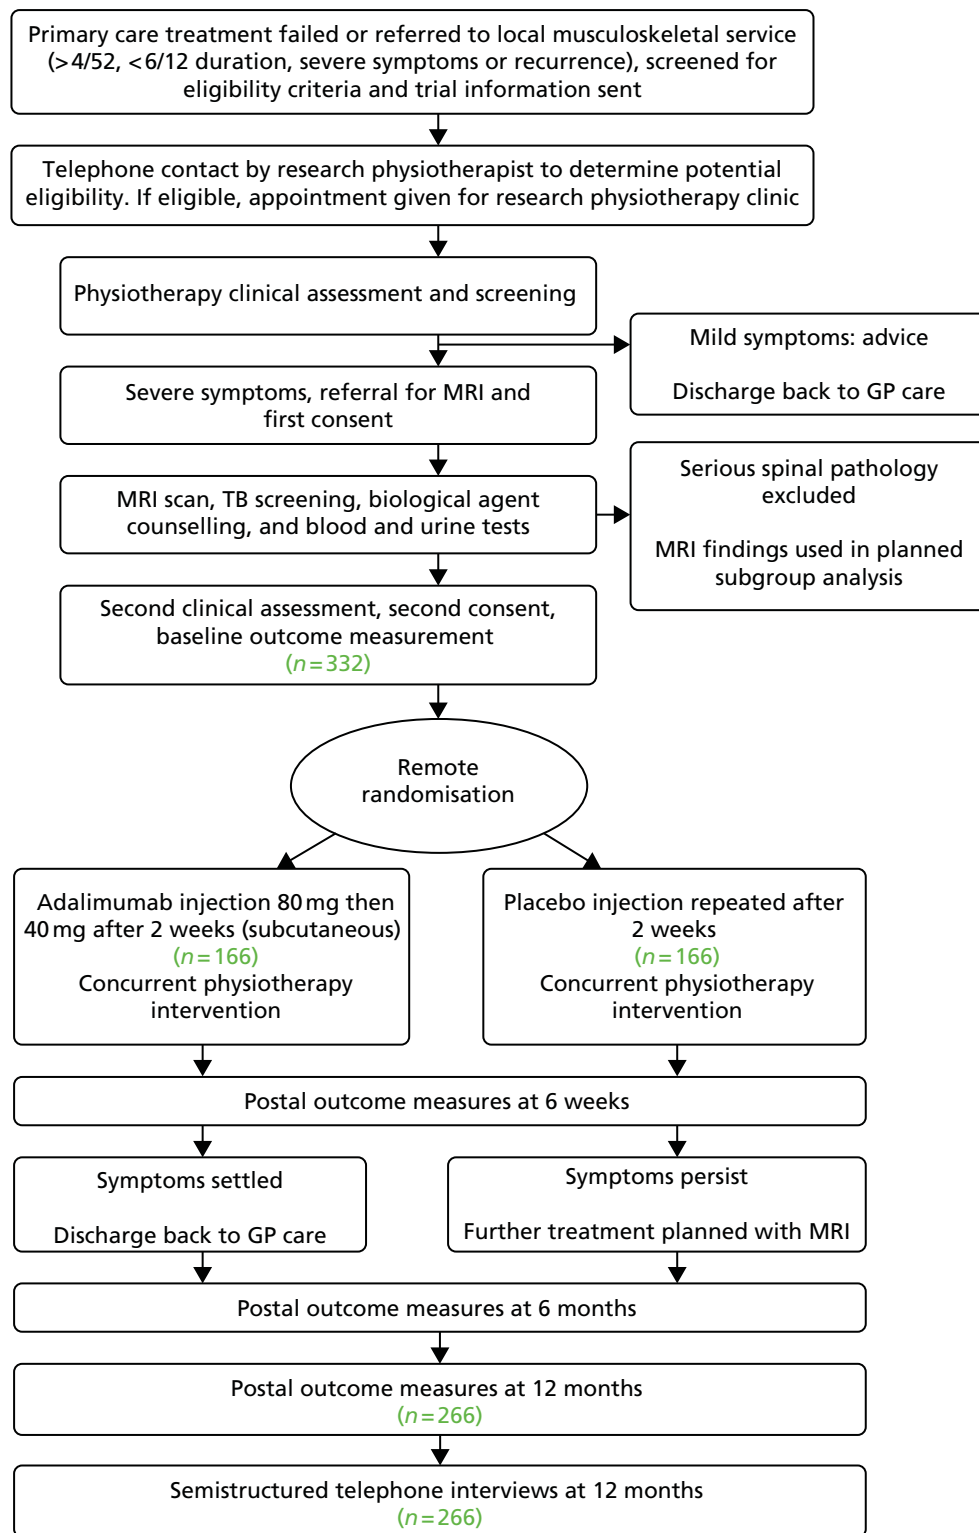 Primary care treatment failed or referred to local musculoskeletal service
(>4/52, <6/12 duration, severe symptoms or recurrence), screened for
eligibility criteria and trial information sent
Telephone contact by research physiotherapist to determine potential
eligibility. If eligible, appointment given for research physiotherapy clinic
Physiotherapy clinical assessment and screening
Mild symptoms: advice
Discharge back to GP care
Severe symptoms, referral for MRI and
first consent
Serious spinal pathology
excluded
MRI findings used in planned
subgroup analysis
MRI scan, TB screening, biological agent
counselling, and blood and urine tests
Second clinical assessment, second consent,
baseline outcome measurement
(n=332)
Remote
randomisation
Adalimumab injection 80 mg then
40 mg after 2 weeks (subcutaneous)
(n=166)
Concurrent physiotherapy
intervention
Placebo injection repeated after
2 weeks
(n=166)
Concurrent physiotherapy
intervention
Postal outcome measures at 6 weeks
Symptoms settled
Discharge back to GP care
Symptoms persist
Further treatment planned with MRI
Postal outcome measures at 6 months
Postal outcome measures at 12 months
(n=266)
Semistructured telephone interviews at 12 months
(n=266)